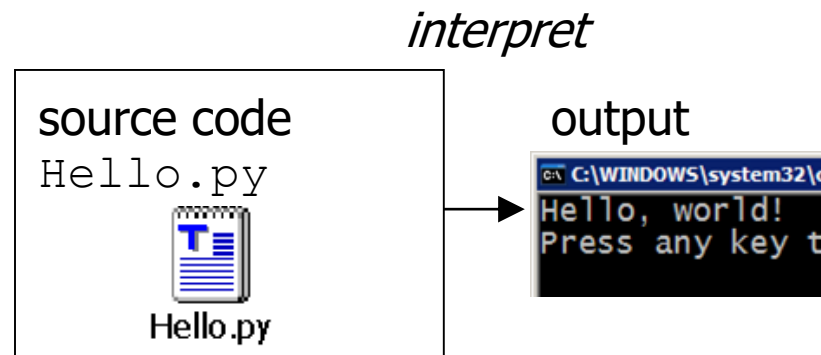 interpret
source code
Hello.py
Hello.py
output
C:\WINDOWS\system32\c
Hello, world!
Press any key t